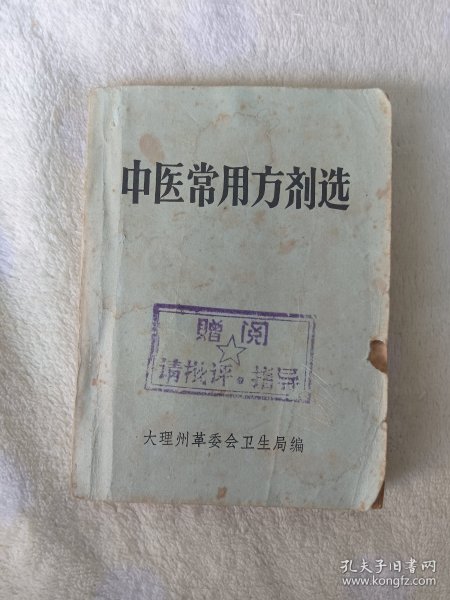 中医常用方剂选
赠阅
请批评。指导
大理州革委会卫生局编
孔夫子旧书网
www.kongfz.com